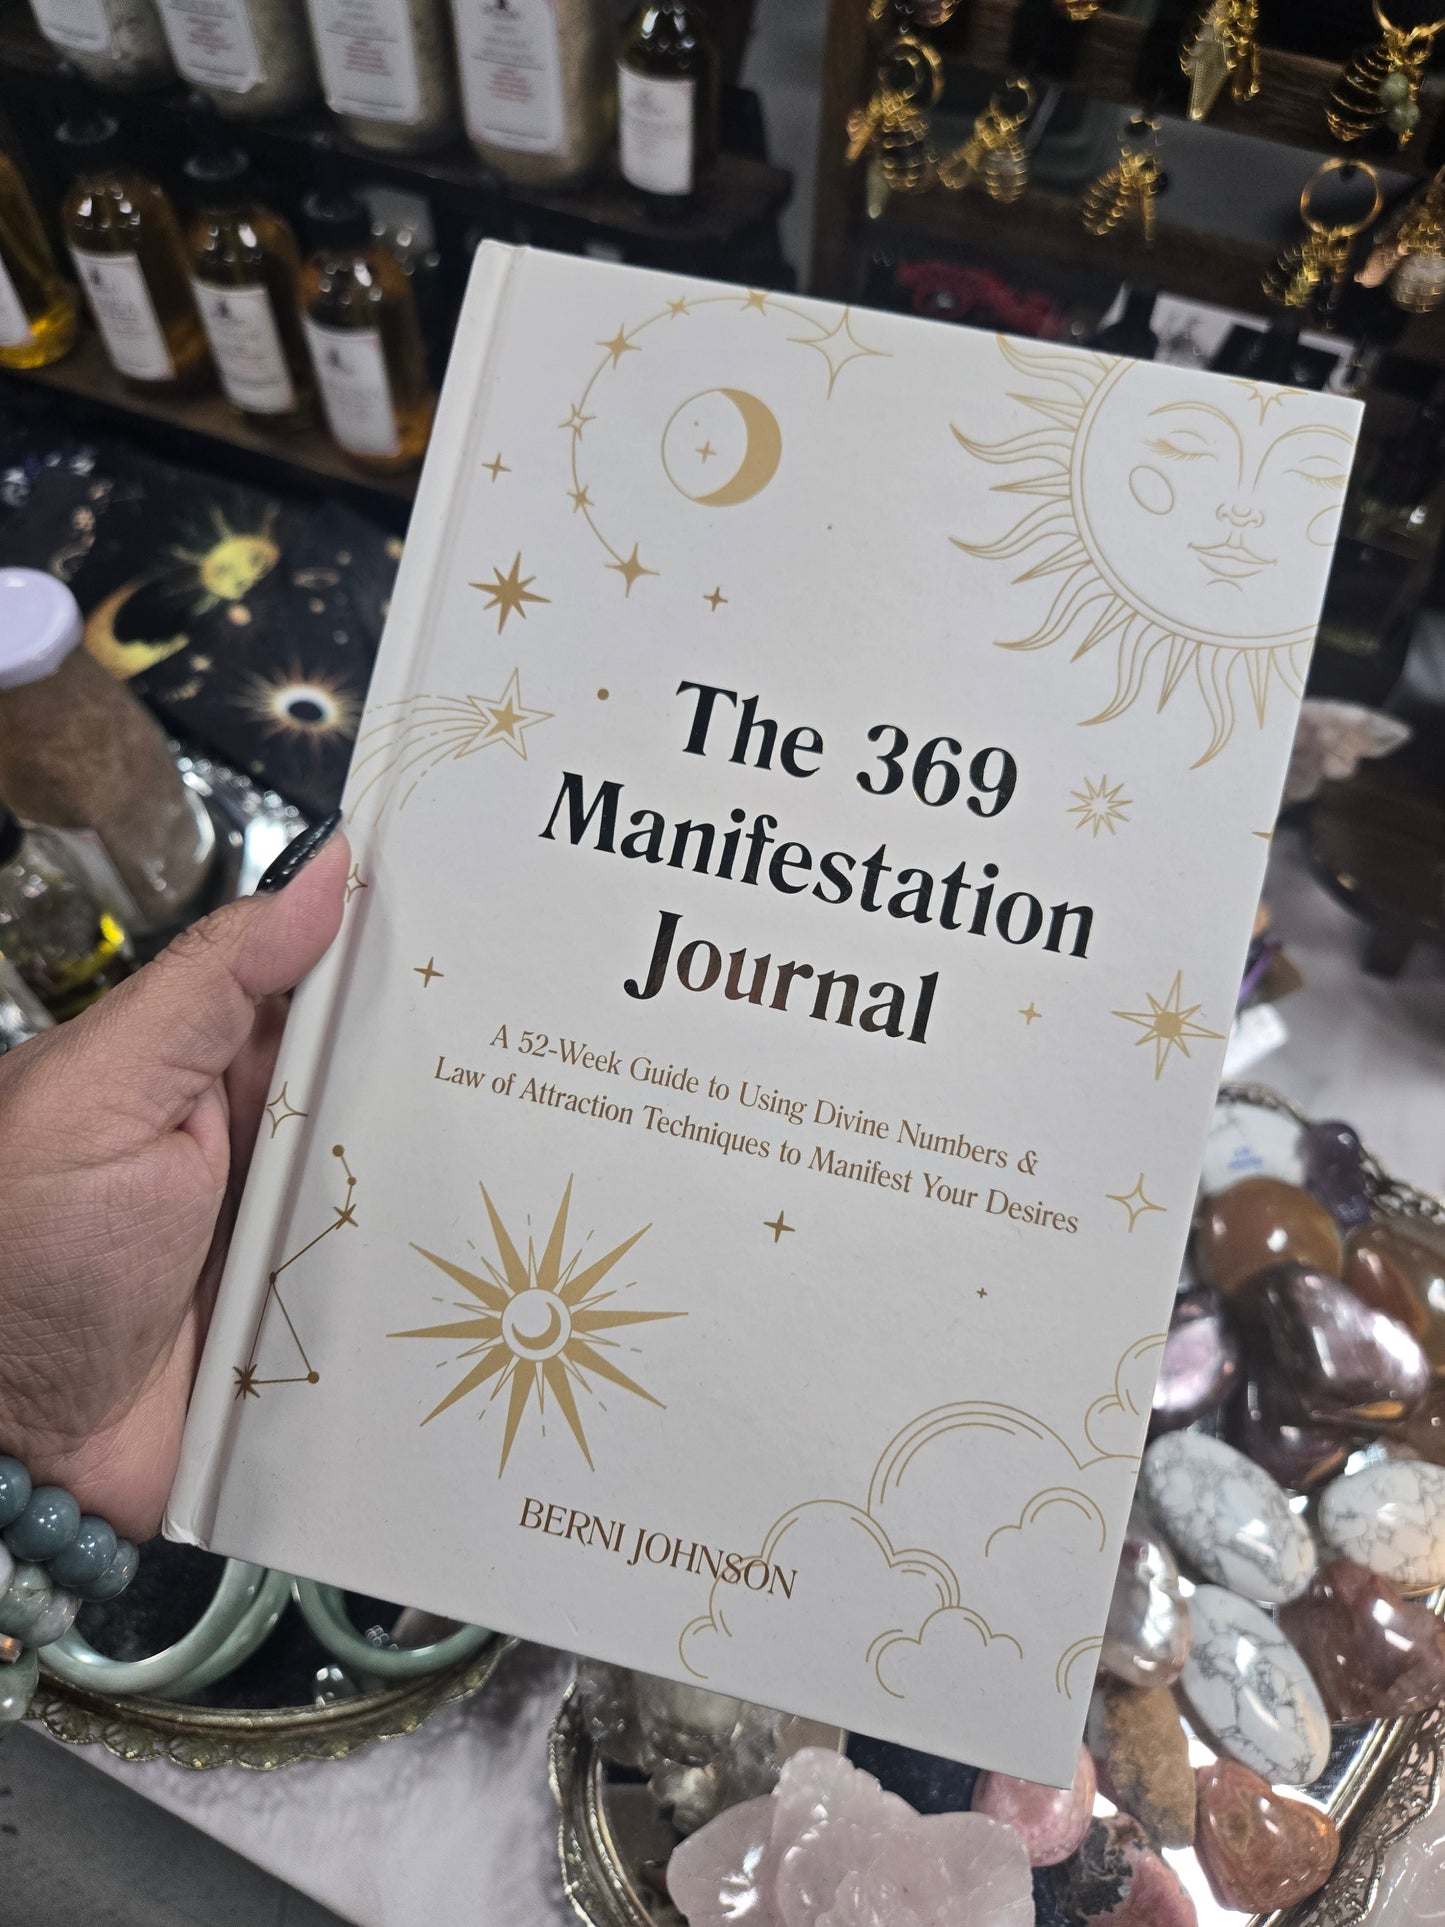 The 369
Manifestation
Journal
A 52-Week Guide to Using Divine Numbers &
Law of Attraction Techniques to Manifest Your Desires
BERNI JOHNSON